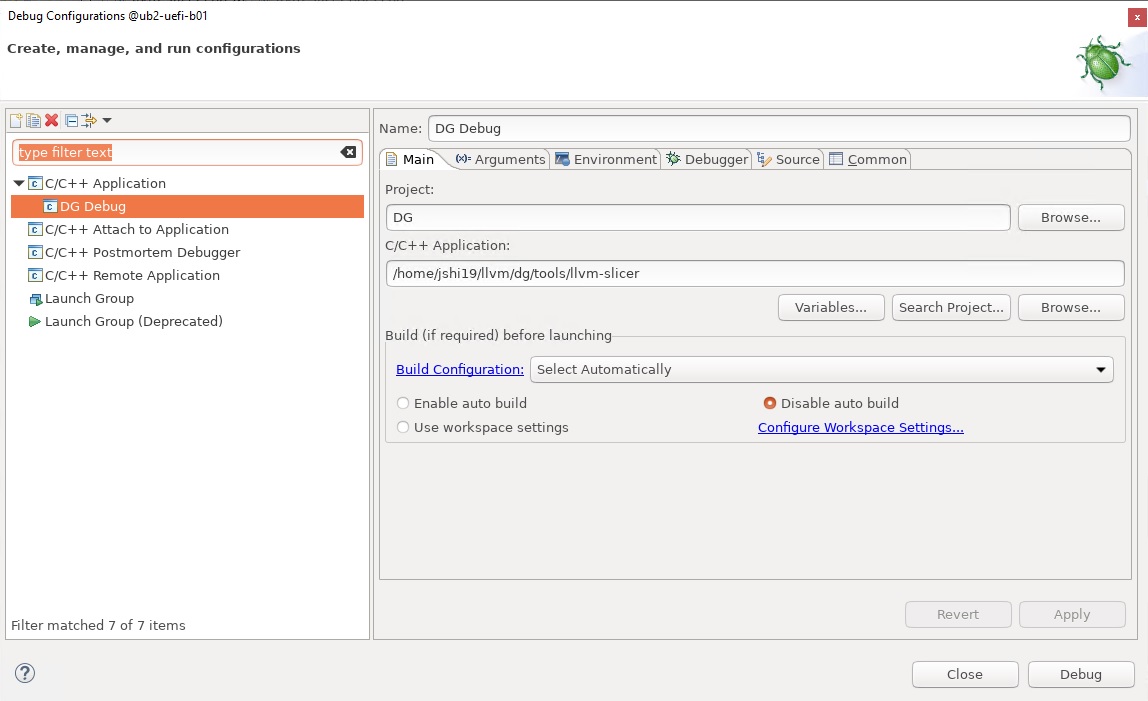 Debug Configurations @ub2-uefi-b01
x
Create, manage, and run configurations
type filter text
C/C++ Application
DG Debug
C/C++ Attach to Application
C/C++ Postmortem Debugger
C/C++ Remote Application
Launch Group
Launch Group (Deprecated)
Filter matched 7 of 7 items
Name: DG Debug
Main (x)= Arguments Environment Debugger Source Common
Project:
DG Browse...
C/C++ Application:
/home/jshi19/llvm/dg/tools/llvm-slicer
Variables... Search Project... Browse...
Build (if required) before launching
Build Configuration: Select Automatically
Enable auto build Disable auto build
Use workspace settings Configure Workspace Settings...
Revert Apply
? Close Debug